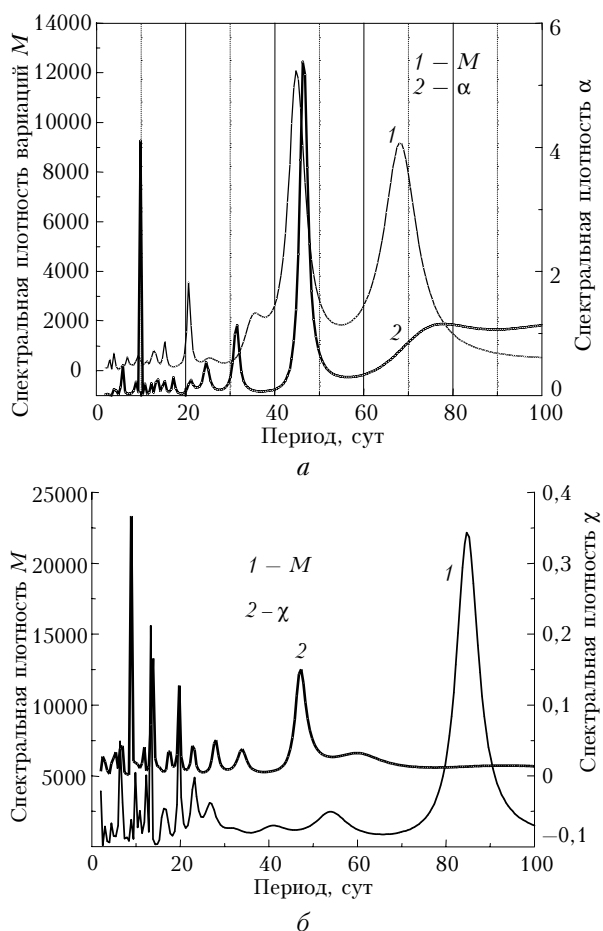 Спектральная плотность вариаций M
14000
12000
10000
8000
6000
4000
2000
0
1 – M
2 – α
1
2
6
4
2
0
Спектральная плотность α
0 10 20 30 40 50 60 70 80 90 100
Период, сут
а
Спектральная плотность M
25000
20000
15000
10000
5000
1 – M
2 – χ
1
2
0,4
0,3
0,2
0,1
0
–0,1
Спектральная плотность χ
0 20 40 60 80 100
Период, сут
б